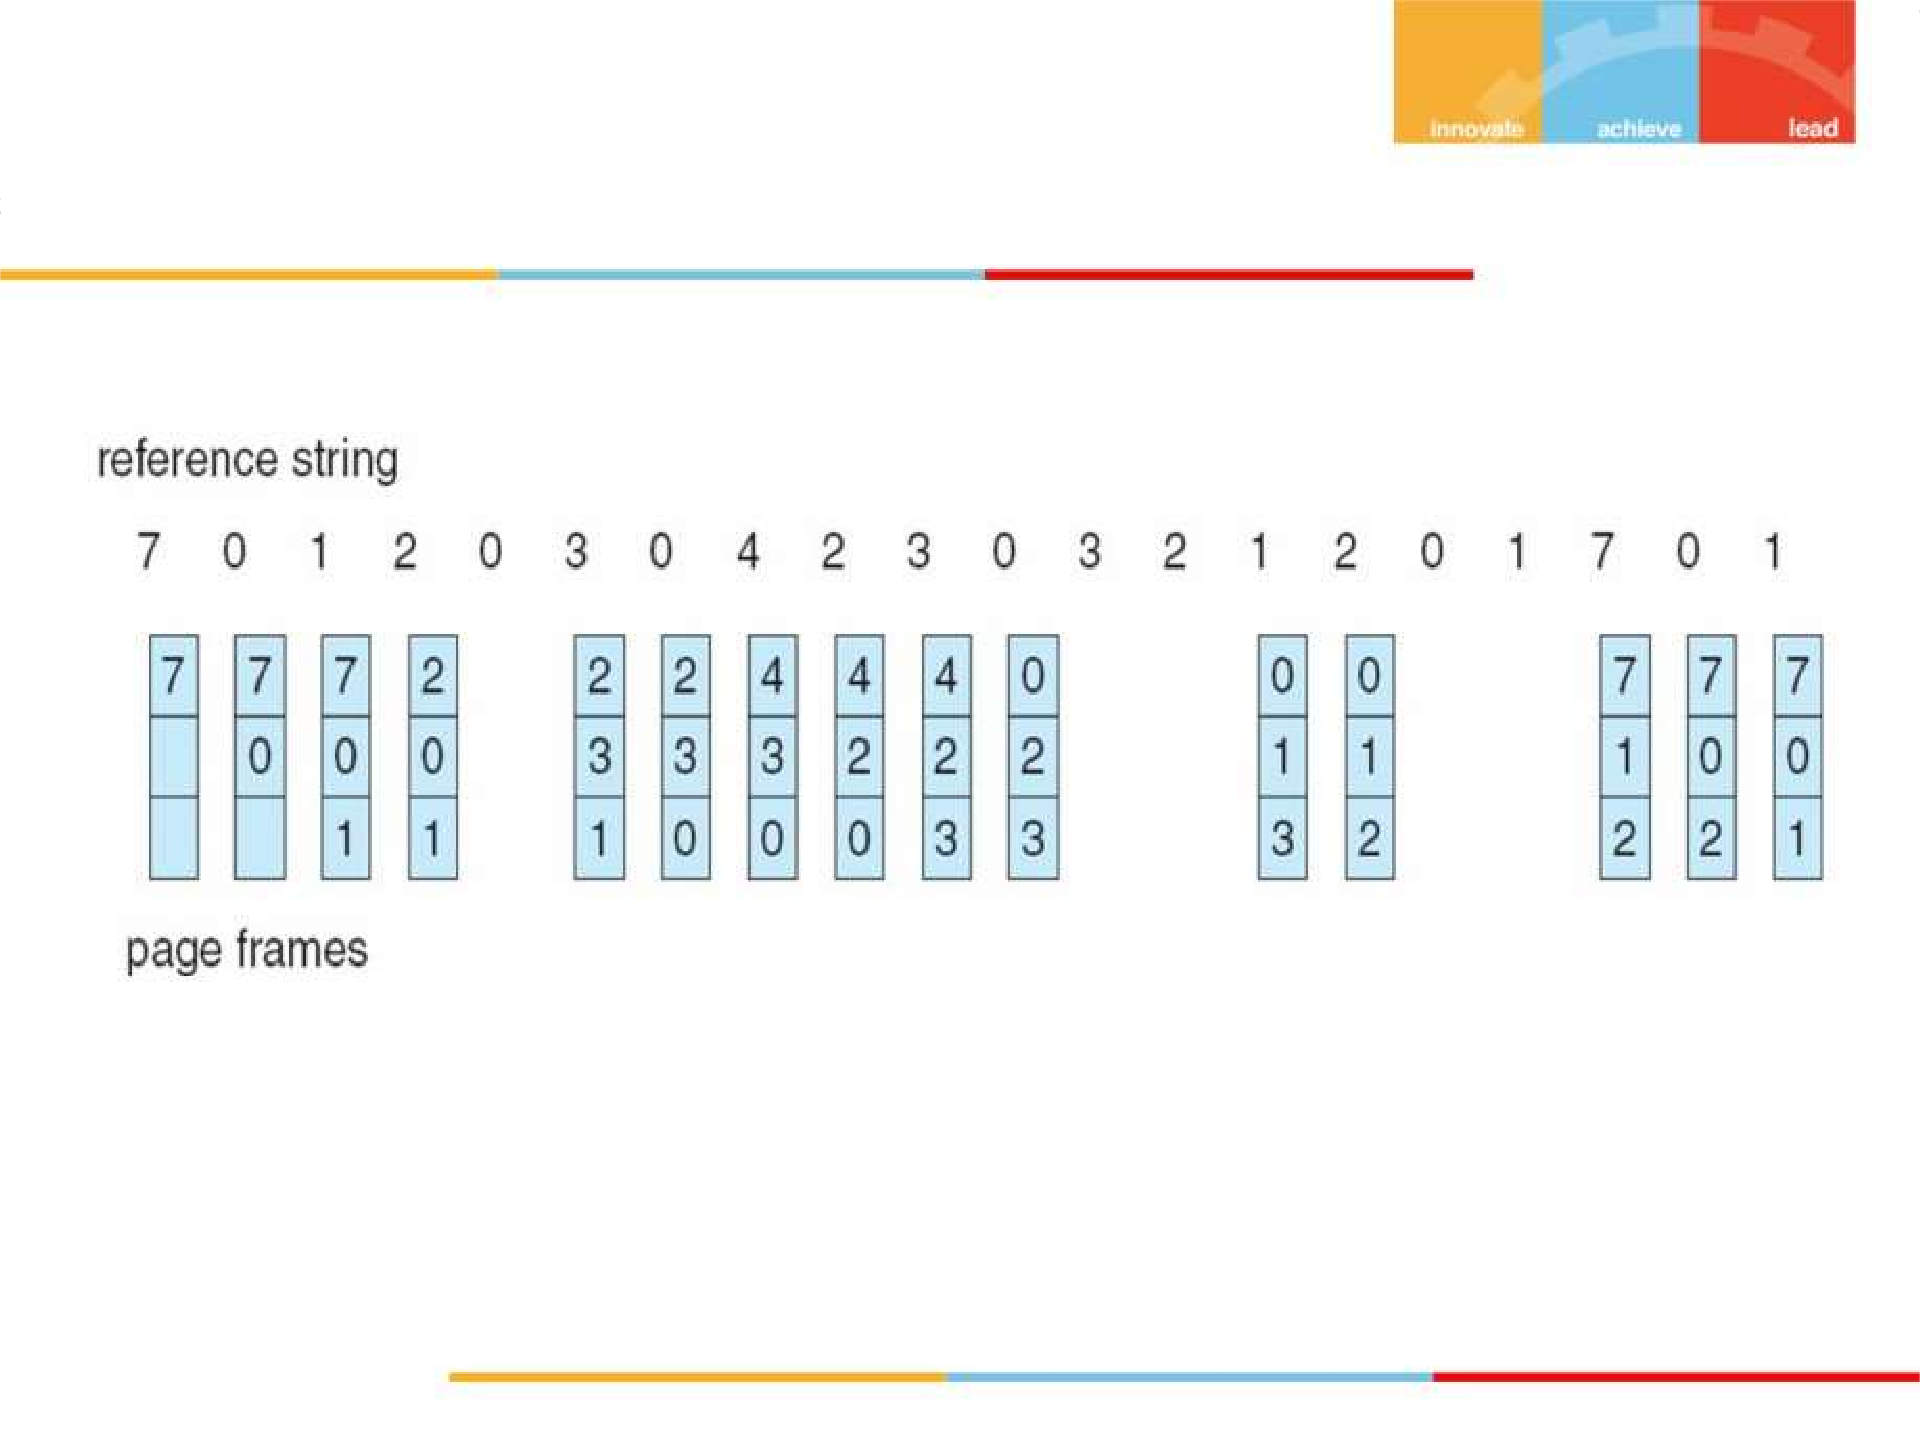 innovate achieve lead
reference string
7 0 1 2 0 3 0 4 2 3 0 3 2 1 2 0 1 7 0 1
7 7 7 2 2 2 4 4 4 0 0 0 7 7 7
0 0 0 3 3 3 2 2 2 1 1 1 0 0
1 1 1 0 0 0 3 3 3 2 2 2 1
page frames